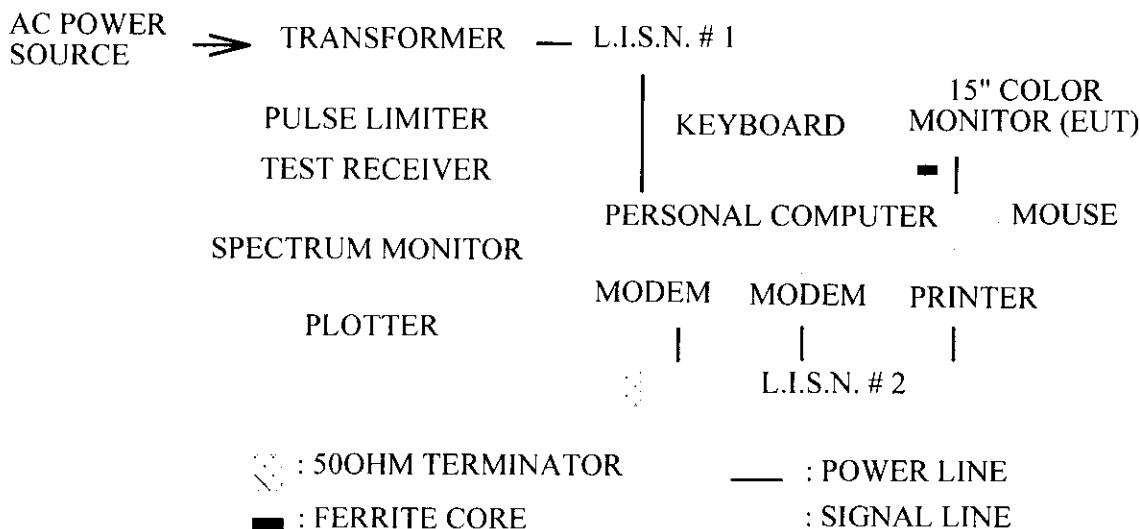 AC POWER
SOURCE
TRANSFORMER
L.I.S.N. # 1
PULSE LIMITER
KEYBOARD
15" COLOR
MONITOR (EUT)
TEST RECEIVER
PERSONAL COMPUTER
MOUSE
SPECTRUM MONITOR
MODEM
MODEM
PRINTER
PLOTTER
L.I.S.N. # 2
: 50OHM TERMINATOR
: POWER LINE
: FERRITE CORE
: SIGNAL LINE